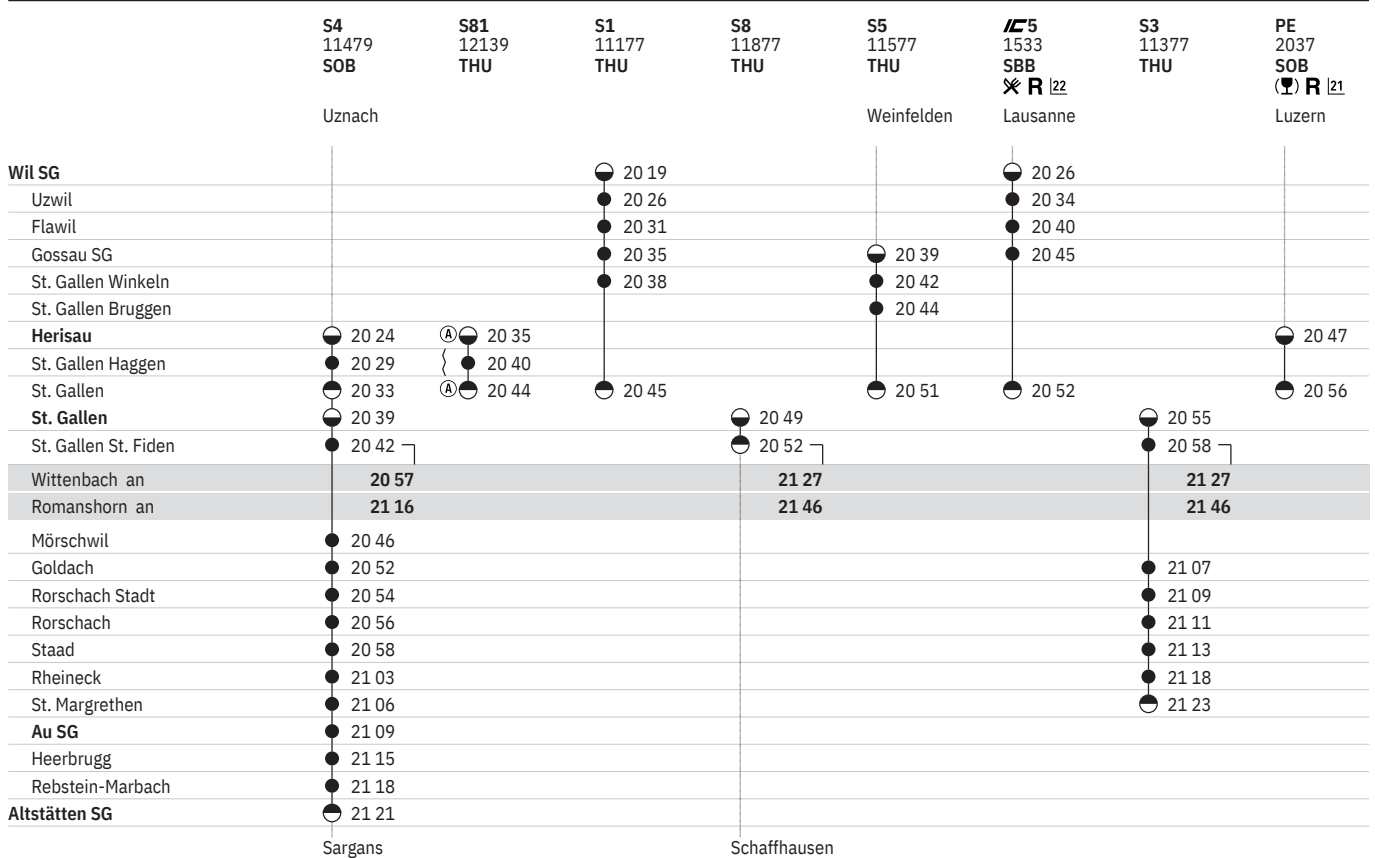 S4 S81 S1 S8 S5 IC5 S3 PE
11479 12139 11177 11877 11577 1533 11377 2037
SOB THU THU THU THU SBB THU SOB
R 22 R 21
Uznach Weinfelden Lausanne Luzern
Wil SG 20 19 20 26
Uzwil 20 26 20 34
Flawil 20 31 20 40
Gossau SG 20 35 20 39 20 45
St. Gallen Winkeln 20 38 20 42
St. Gallen Bruggen 20 44
Herisau 20 24 A 20 35 20 47
St. Gallen Haggen 20 29 20 40
St. Gallen 20 33 A 20 44 20 45 20 51 20 52 20 56
St. Gallen 20 39 20 49 20 55
St. Gallen St. Fiden 20 42 20 52 20 58
Wittenbach an 20 57 21 27 21 27
Romanshorn an 21 16 21 46 21 46
Mörschwil 20 46
Goldach 20 52 21 07
Rorschach Stadt 20 54 21 09
Rorschach 20 56 21 11
Staad 20 58 21 13
Rheineck 21 03 21 18
St. Margrethen 21 06 21 23
Au SG 21 09
Heerbrugg 21 15
Rebstein-Marbach 21 18
Altstätten SG 21 21
Sargans Schaffhausen